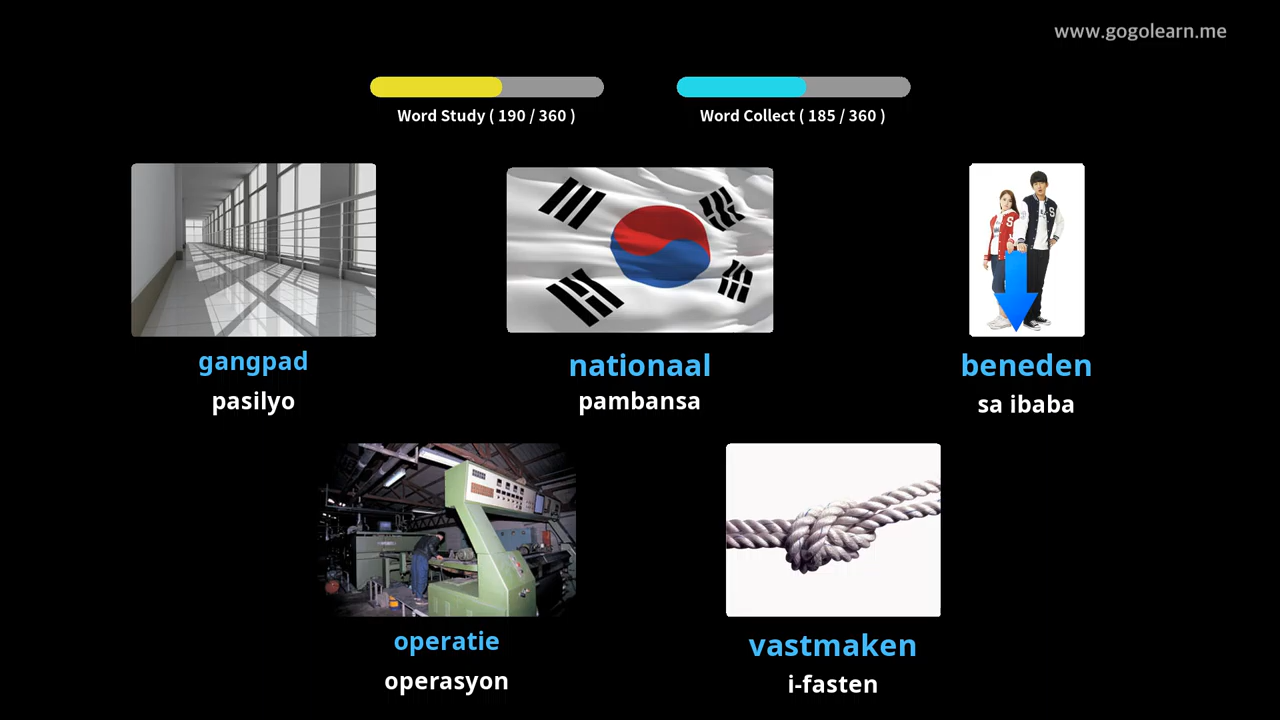 www.gogolearn.me
Word Study ( 190 / 360 )
Word Collect ( 185 / 360 )
gangpad
pasilyo
nationaal
pambansa
beneden
sa ibaba
operatie
operasyon
vastmaken
i-fasten